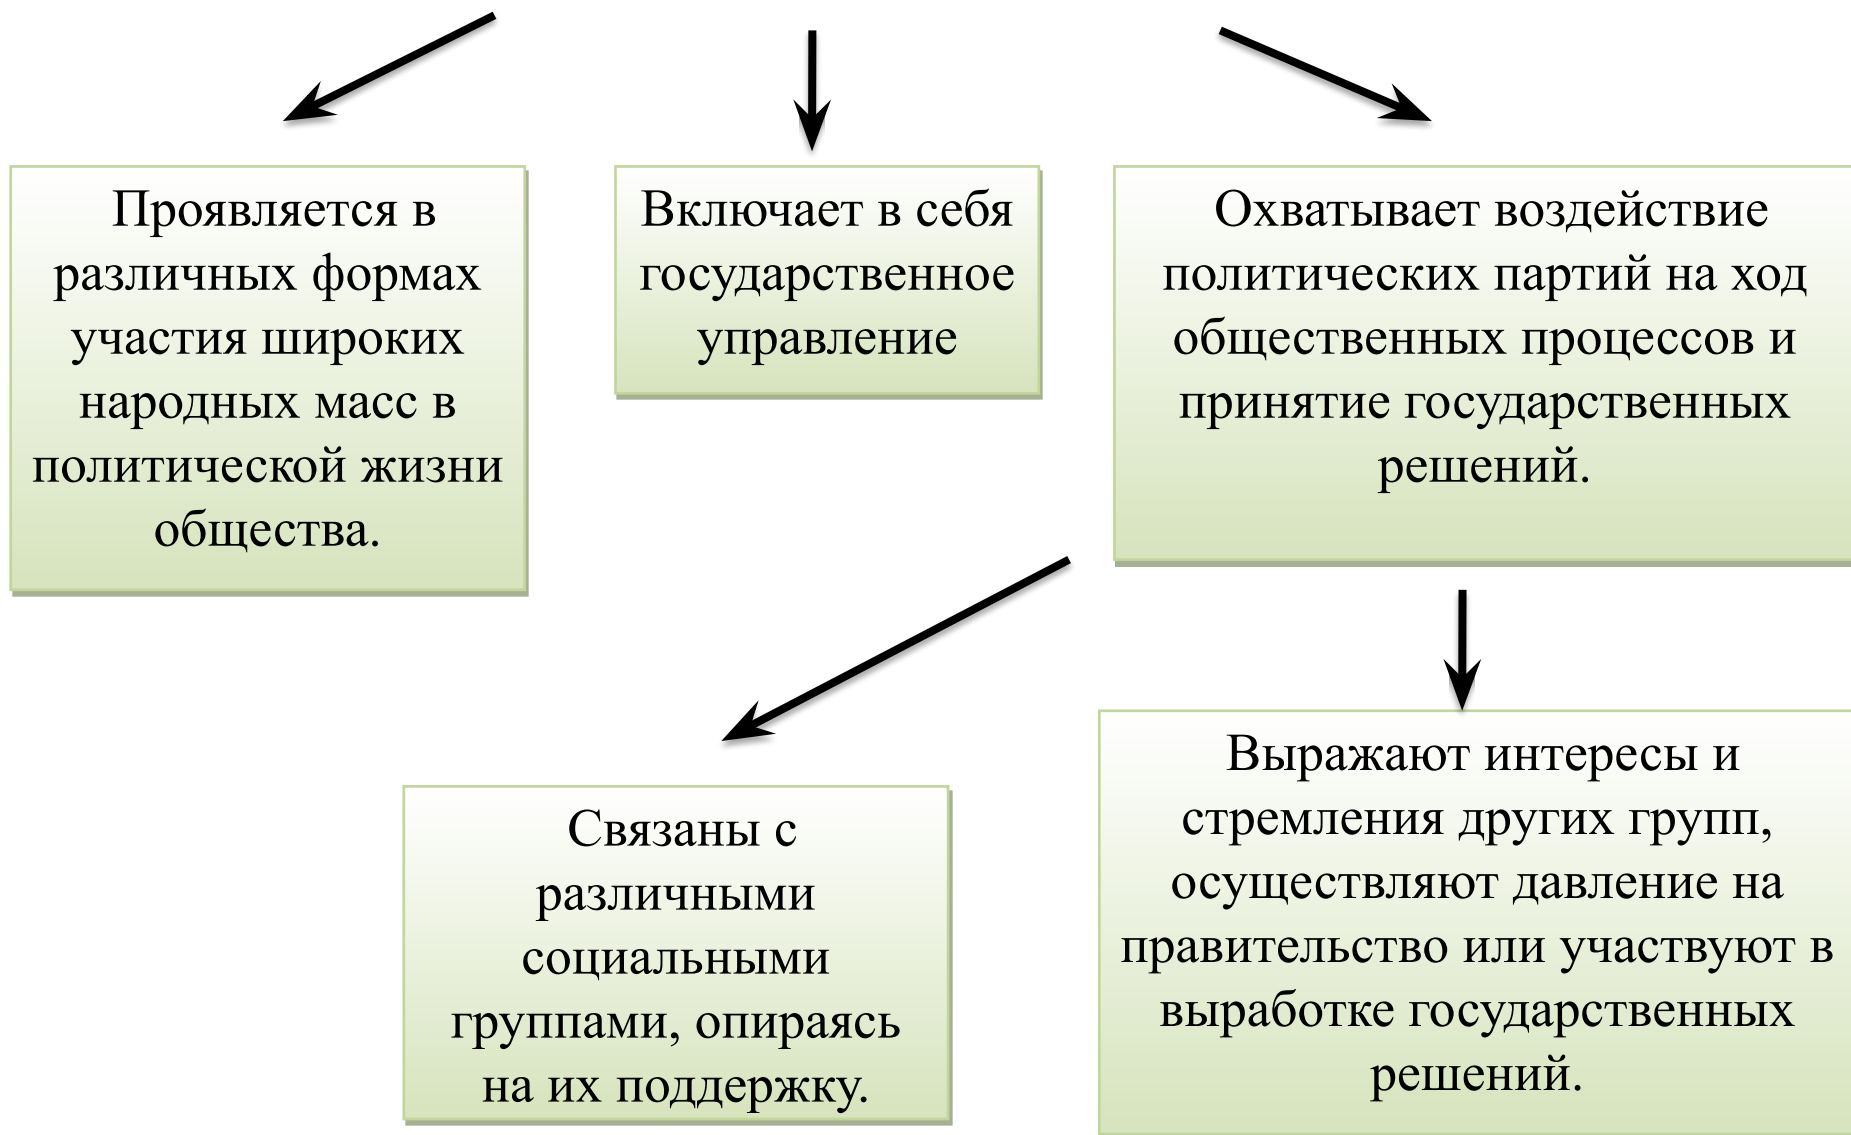 Проявляется в
различных формах
участия широких
народных масс в
политической жизни
общества.
Включает в себя
государственное
управление
Охватывает воздействие
политических партий на ход
общественных процессов и
принятие государственных
решений.
Связаны с
различными
социальными
группами, опираясь
на их поддержку.
Выражают интересы и
стремления других групп,
осуществляют давление на
правительство или участвуют в
выработке государственных
решений.